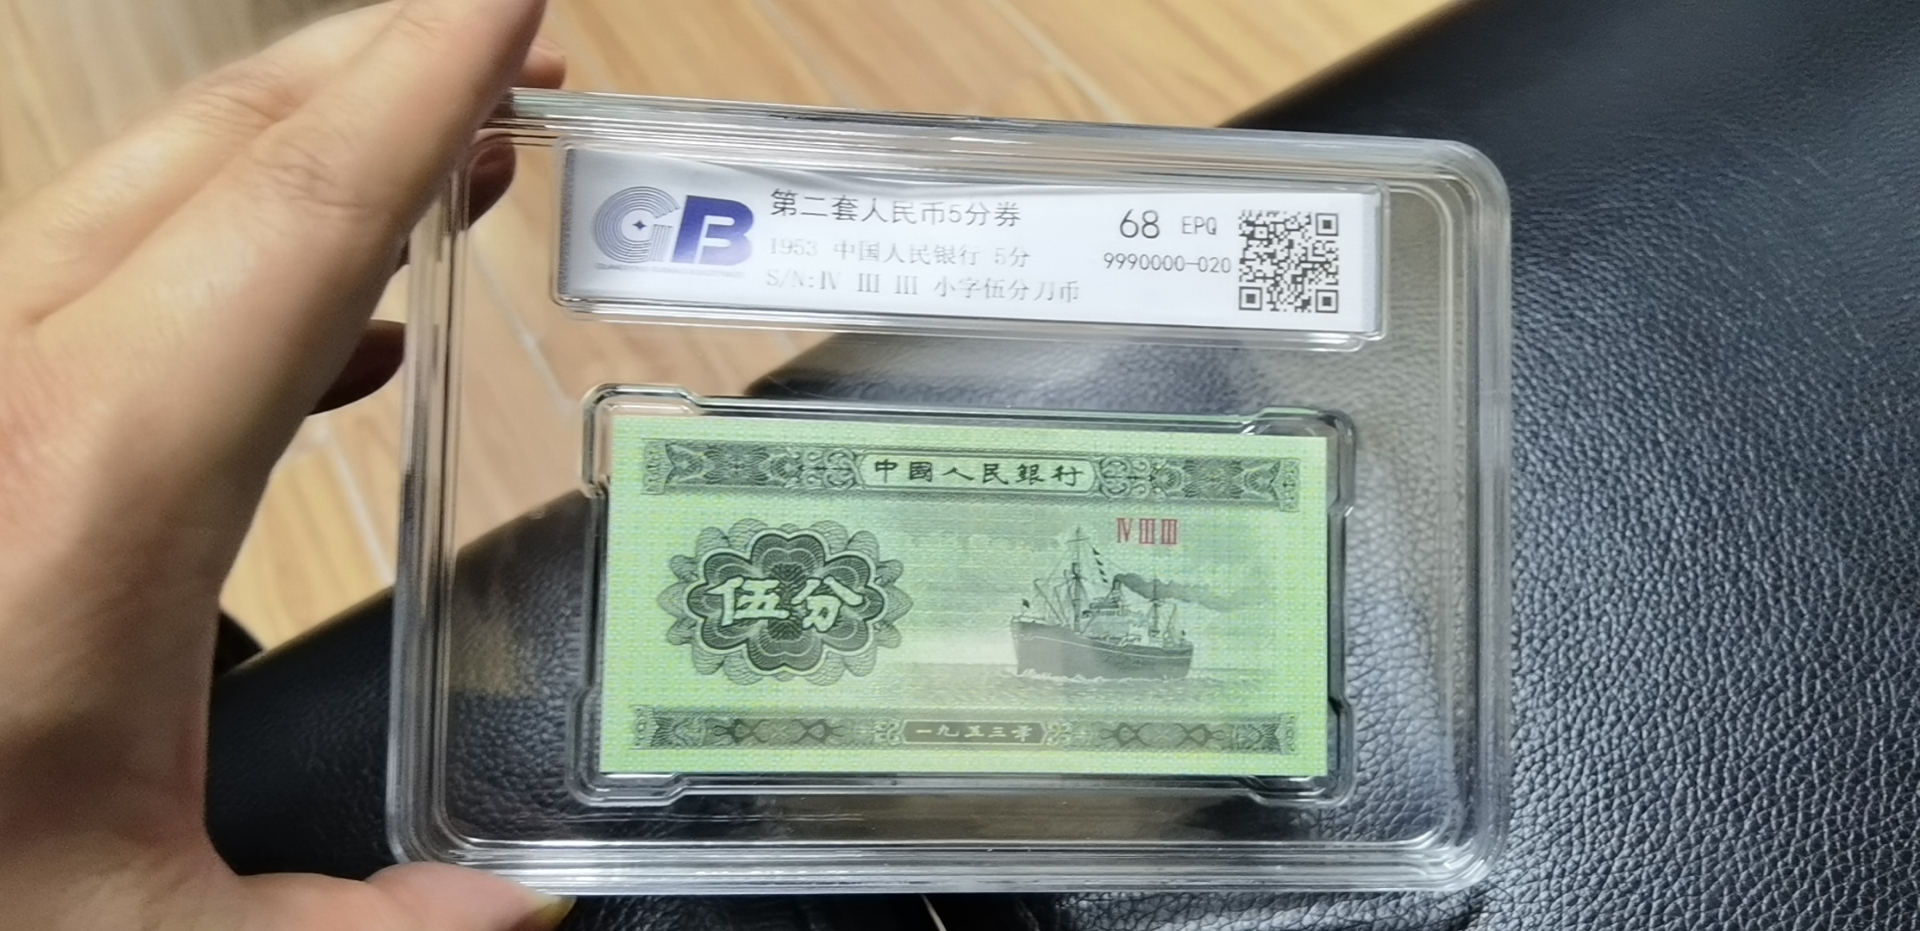 GB
第二套人民币5分券
1953 中国人民银行 5分
S/N:Ⅳ Ⅲ Ⅲ 小字伍分刀币
68 EPQ
9990000-020
中國人民銀行
ⅣⅢⅢ
伍分
一九五三年